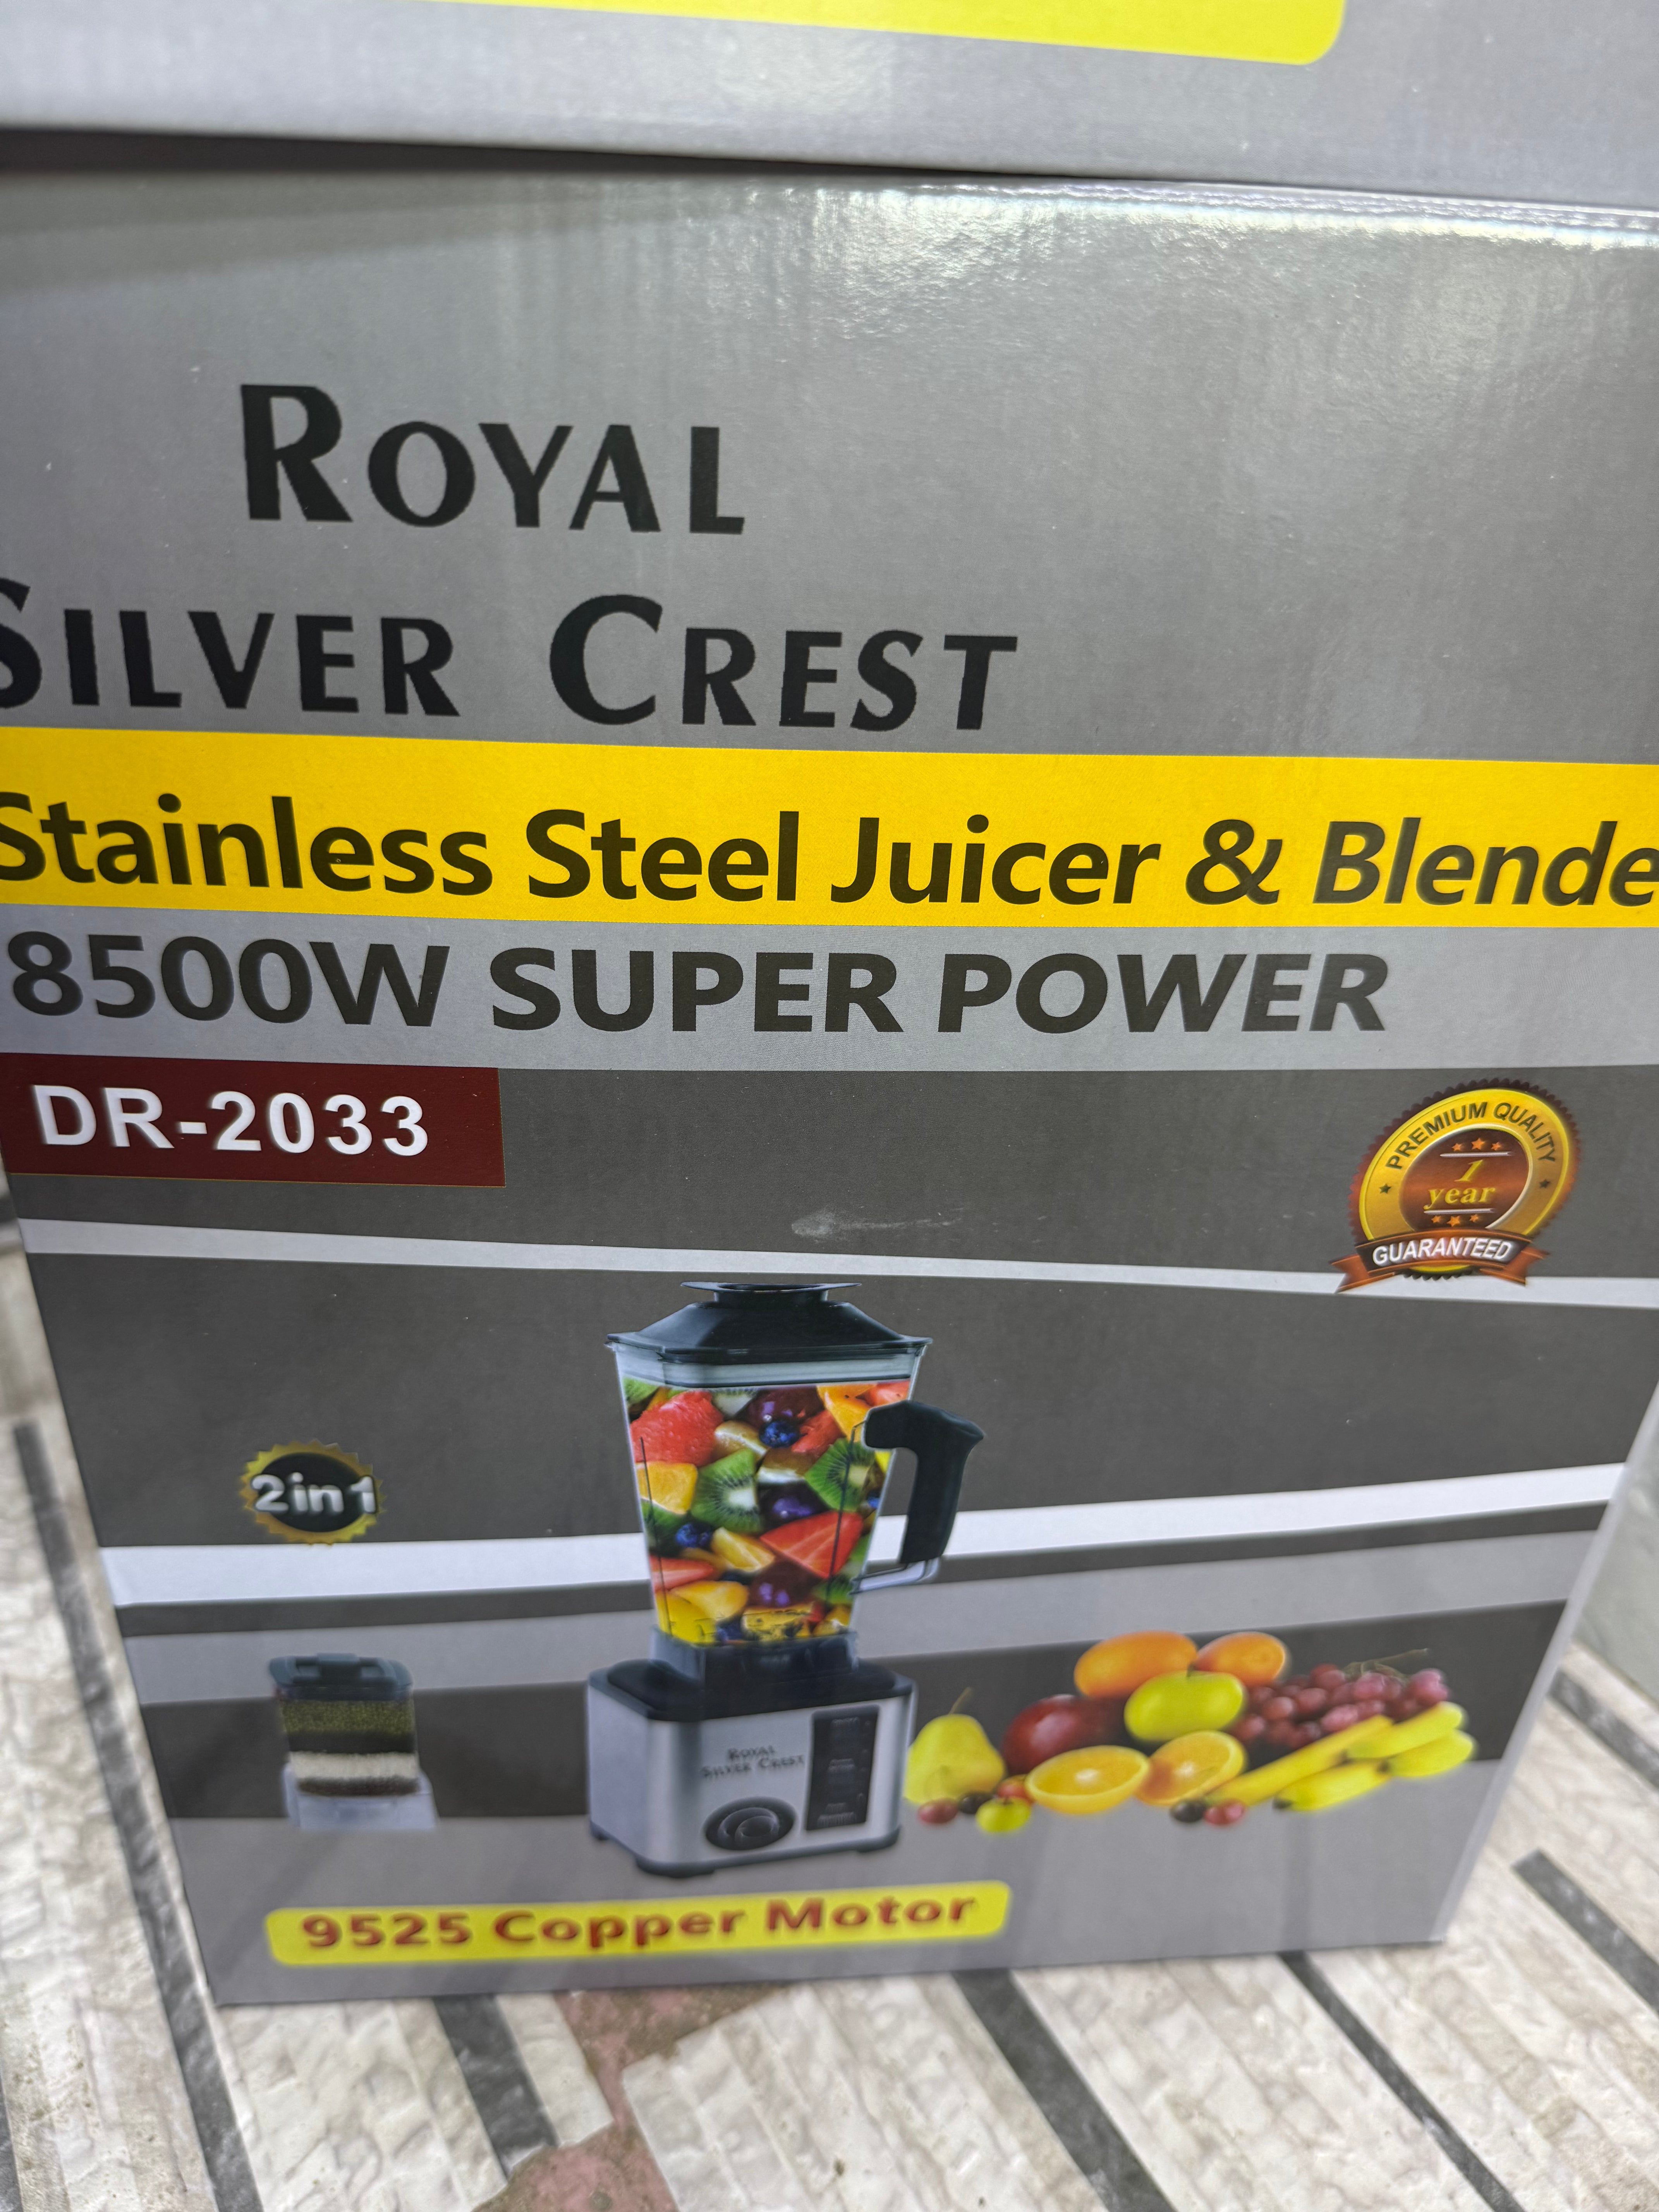 ROYAL
SILVER CREST
Stainless Steel Juicer & Blende
8500W SUPER POWER
DR-2033
PREMIUM QUALITY
1
year
GUARANTEED
2in1
ROYAL
SILVER CREST
9525 Copper Motor